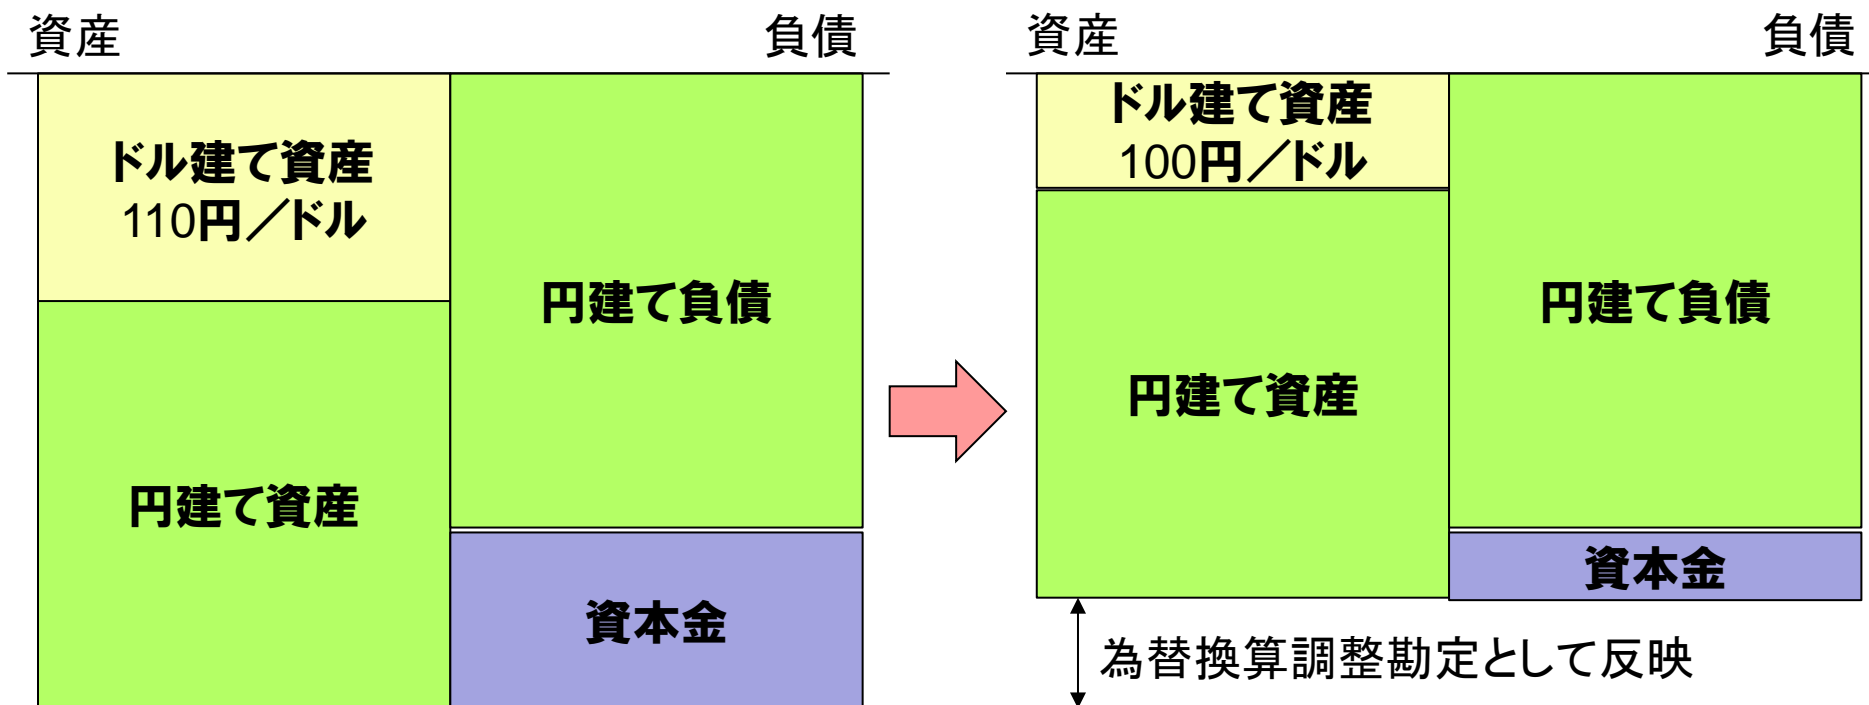 資産
負債
ドル建て資産
110円／ドル
円建て負債
円建て資産
資本金
資産
負債
ドル建て資産
100円／ドル
円建て負債
円建て資産
資本金
為替換算調整勘定として反映